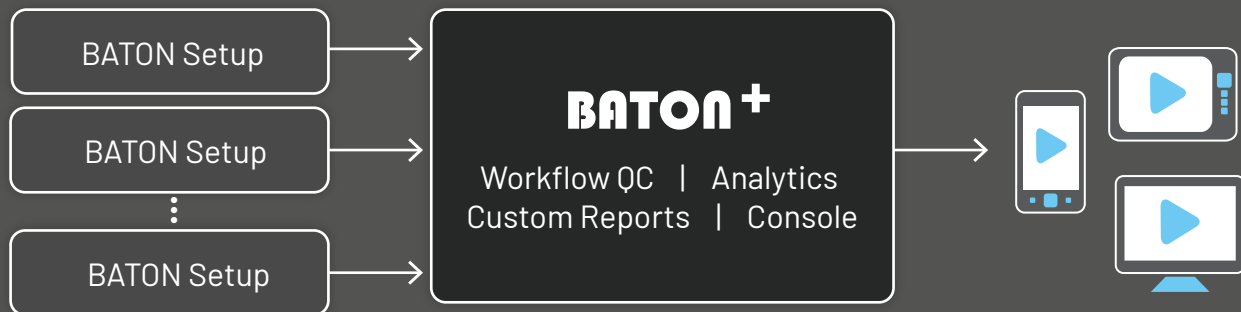 BATON Setup
BATON Setup
BATON Setup
BATON+
Workflow QC | Analytics
Custom Reports | Console